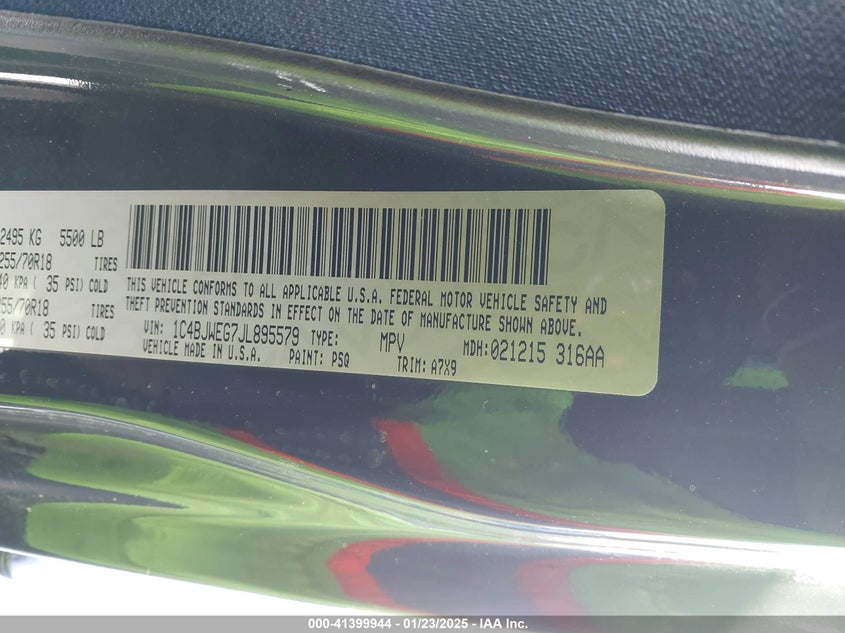 2495 KG 5500 LB
255/70R18 TIRES
40 KPA ( 35 PSI) COLD
255/70R18 TIRES
0 KPA ( 35 PSI) COLD
THIS VEHICLE CONFORMS TO ALL APPLICABLE U.S.A. FEDERAL MOTOR VEHICLE SAFETY AND
THEFT PREVENTION STANDARDS IN EFFECT ON THE DATE OF MANUFACTURE SHOWN ABOVE.
VIN: 1C4BJWEG7JL895579 TYPE: MPV MDH:021215 316AA
VEHICLE MADE IN U.S.A. PAINT: PSQ TRIM: A7X9
000-41399944 - 01/23/2025 - IAA Inc.